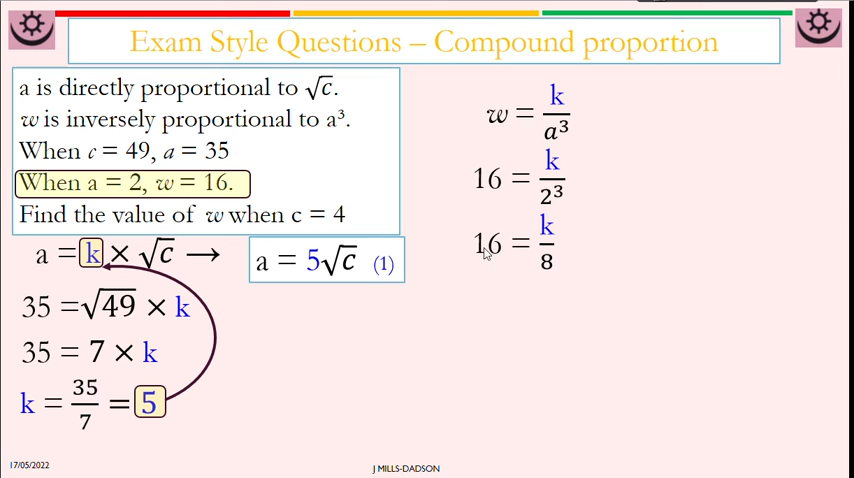 Exam Style Questions – Compound proportion
a is directly proportional to √c.
w is inversely proportional to a³.
When c = 49, a = 35
When a = 2, w = 16.
Find the value of w when c = 4
a = k × √c → a = 5√c (1)
35 = √49 × k
35 = 7 × k
k = 35/7 = 5
w = k/a³
16 = k/2³
16 = k/8
17/05/2022
J MILLS-DADSON